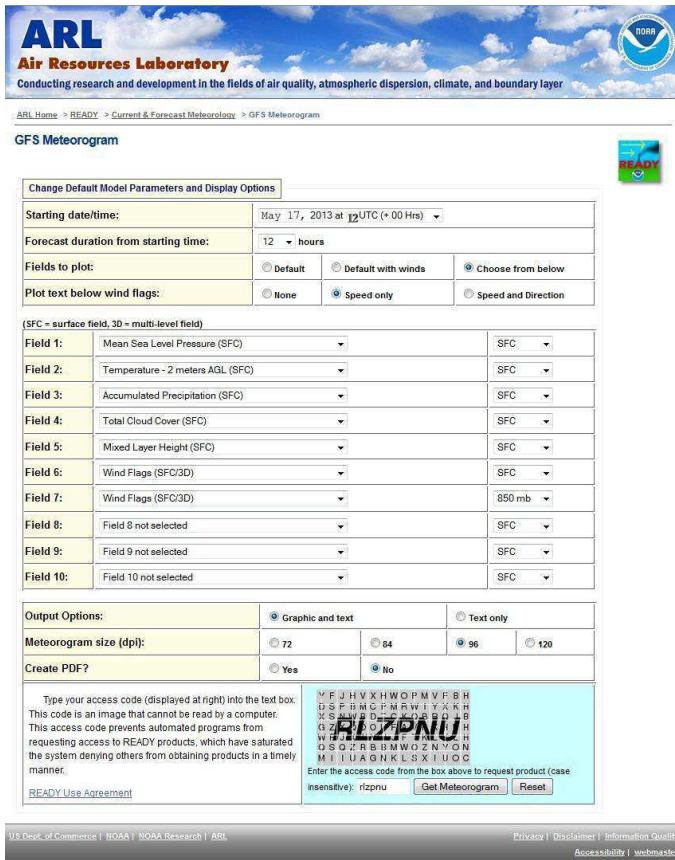 ARL
NOAA
Air Resources Laboratory
Conducting research and development in the fields of air quality, atmospheric dispersion, climate, and boundary layer
ARL Home > READY > Current & Forecast Meteorology > GFS Meteorogram
GFS Meteorogram
READY
Change Default Model Parameters and Display Options
Starting date/time: May 17, 2013 at 12 UTC (+ 00 Hrs)
Forecast duration from starting time: 12 hours
Fields to plot: Default Default with winds Choose from below
Plot text below wind flags: None Speed only Speed and Direction
(SFC = surface field, 3D = multi-level field)
Field 1: Mean Sea Level Pressure (SFC) SFC
Field 2: Temperature - 2 meters AGL (SFC) SFC
Field 3: Accumulated Precipitation (SFC) SFC
Field 4: Total Cloud Cover (SFC) SFC
Field 5: Mixed Layer Height (SFC) SFC
Field 6: Wind Flags (SFC/3D) SFC
Field 7: Wind Flags (SFC/3D) 850 mb
Field 8: Field 8 not selected SFC
Field 9: Field 9 not selected SFC
Field 10: Field 10 not selected SFC
Output Options: Graphic and text Text only
Meteorogram size (dpi): 72 84 96 120
Create PDF? Yes No
Type your access code (displayed at right) into the text box.
This code is an image that cannot be read by a computer.
This access code prevents automated programs from
requesting access to READY products, which have saturated
the system denying others from obtaining products in a timely
manner.
READY Use Agreement
RLZPNU
Enter the access code from the box above to request product (case
insensitive): rlzpnu Get Meteorogram Reset
US Dept. of Commerce | NOAA | NOAA Research | ARL
Privacy | Disclaimer | Information
Accessibility |